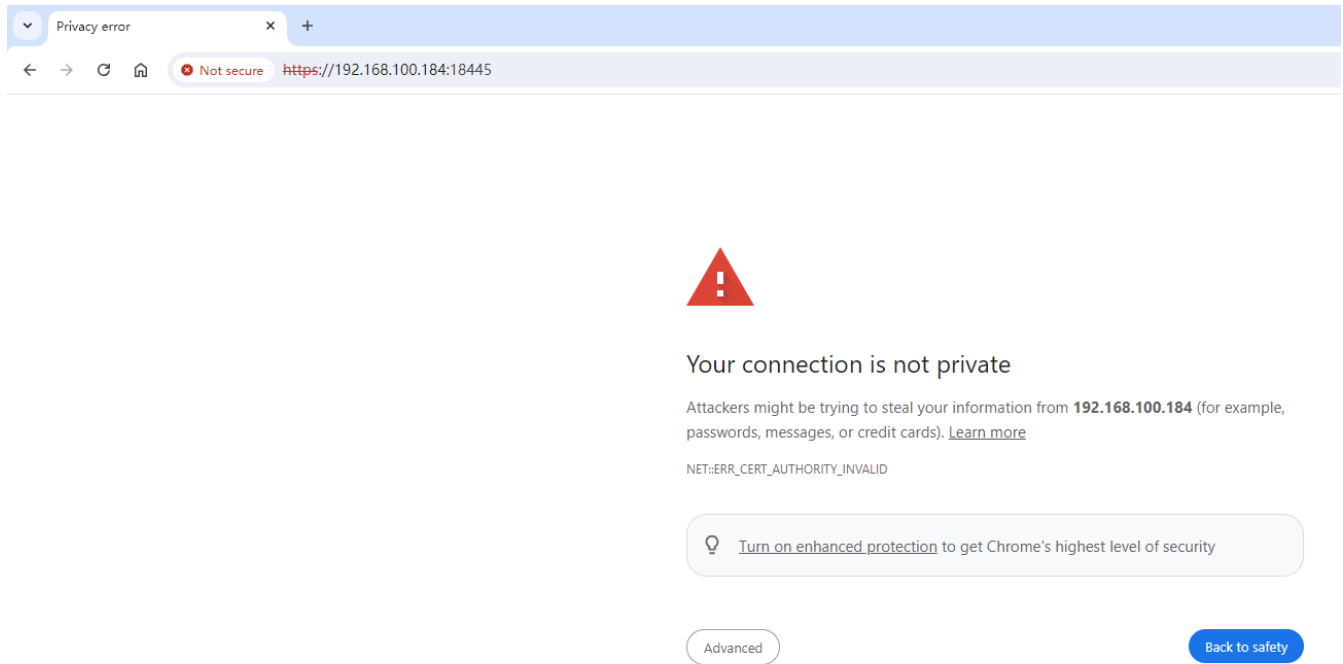 Privacy error
Not secure https://192.168.100.184:18445
Your connection is not private
Attackers might be trying to steal your information from 192.168.100.184 (for example,
passwords, messages, or credit cards). Learn more
NET::ERR_CERT_AUTHORITY_INVALID
Turn on enhanced protection to get Chrome's highest level of security
Advanced Back to safety